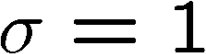 σ = 1